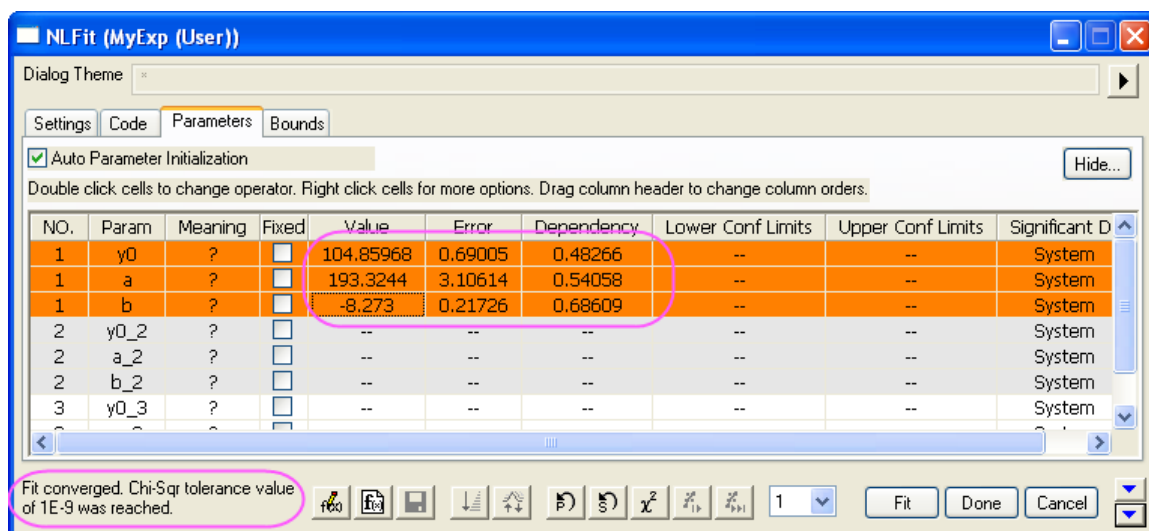 NLFit (MyExp (User))
Dialog Theme *
Settings Code Parameters Bounds
Auto Parameter Initialization
Hide...
Double click cells to change operator. Right click cells for more options. Drag column header to change column orders.
NO. Param Meaning Fixed Value Error Dependency Lower Conf Limits Upper Conf Limits Significant D
1 y0 ? 104.85968 0.69005 0.48266 -- -- System
1 a ? 193.3244 3.10614 0.54058 -- -- System
1 b ? -8.273 0.21726 0.68609 -- -- System
2 y0_2 ? -- -- -- -- -- System
2 a_2 ? -- -- -- -- -- System
2 b_2 ? -- -- -- -- -- System
3 y0_3 ? -- -- -- -- -- System
Fit converged. Chi-Sqr tolerance value
of 1E-9 was reached.
χ² 1 Fit Done Cancel